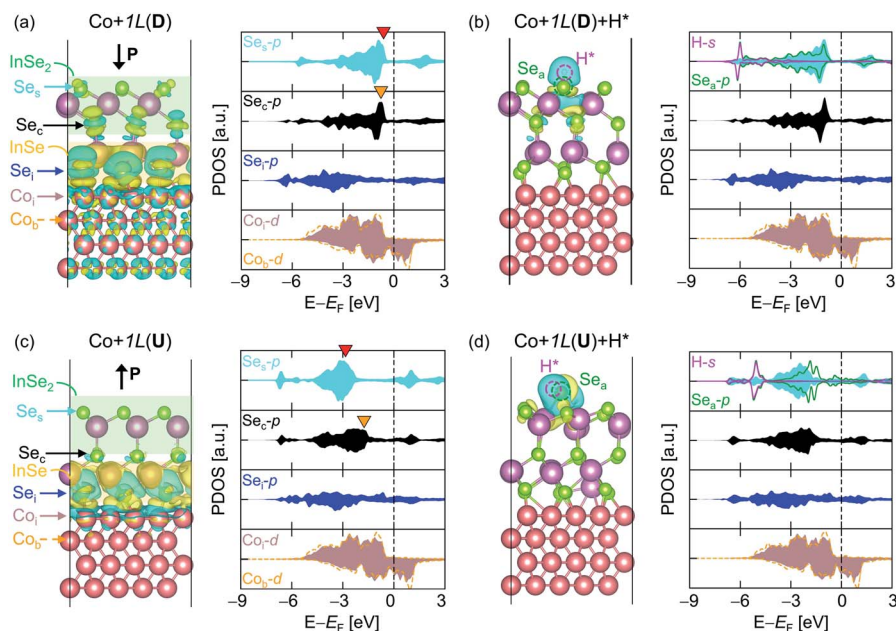 (a)
Co+1L(D)
P
InSe2
Ses
Sec
InSe
Sei
Coi
Cob
PDOS [a.u.]
Ses-p
Sec-p
Sei-p
Coi-d
Cob-d
−9 −6 −3 0 3
E−EF [eV]
(b)
Co+1L(D)+H*
H*
Sea
PDOS [a.u.]
H-s
Sea-p
−9 −6 −3 0 3
E−EF [eV]
(c)
Co+1L(U)
P
InSe2
Ses
Sec
InSe
Sei
Coi
Cob
PDOS [a.u.]
Ses-p
Sec-p
Sei-p
Coi-d
Cob-d
−9 −6 −3 0 3
E−EF [eV]
(d)
Co+1L(U)+H*
H*
Sea
PDOS [a.u.]
H-s
Sea-p
−9 −6 −3 0 3
E−EF [eV]